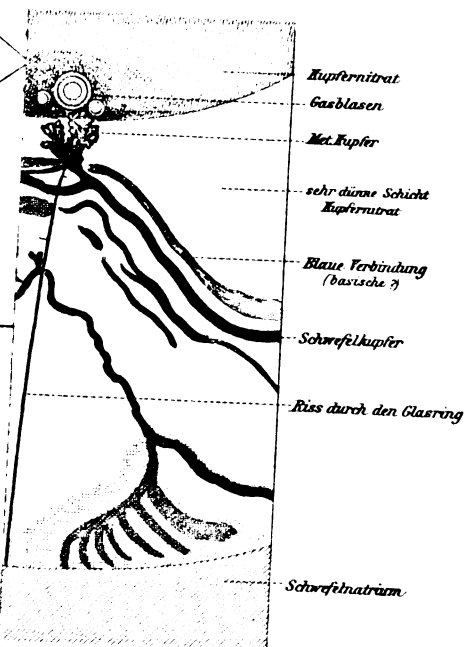 Kupfernitrat
Gasblasen
Met. Kupfer
sehr dünne Schicht
Kupfernitrat
Blaue Verbindung
(basische?)
Schwefelkupfer
Riss durch den Glasring
Schwefelnatrium